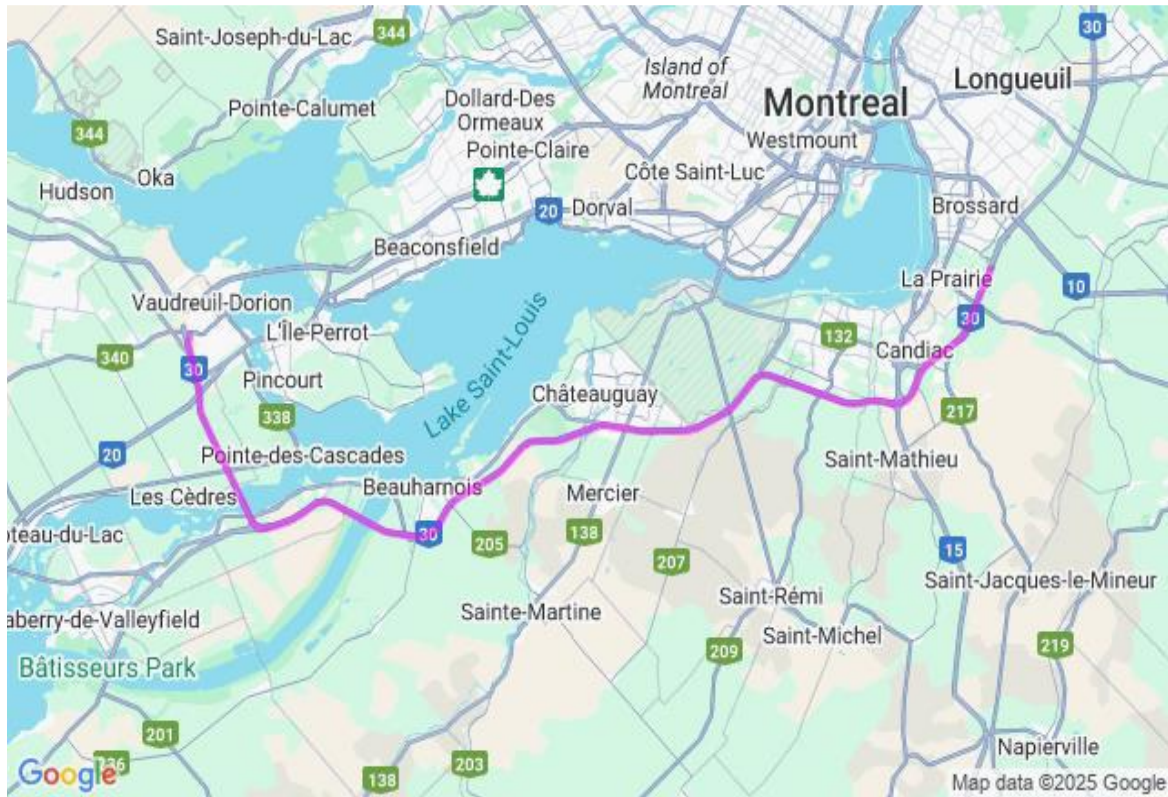 344
Saint-Joseph-du-Lac
30
Island of
Montreal
Longueuil
Pointe-Calumet
Dollard-Des
Ormeaux
Montreal
344
Westmount
Pointe-Claire
Oka
Côte Saint-Luc
Hudson
20
Dorval
Brossard
Beaconsfield
La Prairie
10
Vaudreuil-Dorion
30
L'Île-Perrot
132
340
Candiac
30
Pincourt
Lake Saint-Louis
Châteauguay
338
217
20
Pointe-des-Cascades
Saint-Mathieu
Beauharnois
Les Cèdres
Mercier
30
oteau-du-Lac
205
138
15
207
Saint-Jacques-le-Mineur
Saint-Rémi
aberry-de-Valleyfield
Sainte-Martine
Saint-Michel
219
209
Bâtisseurs Park
201
Napierville
236
203
Google
138
Map data ©2025 Google